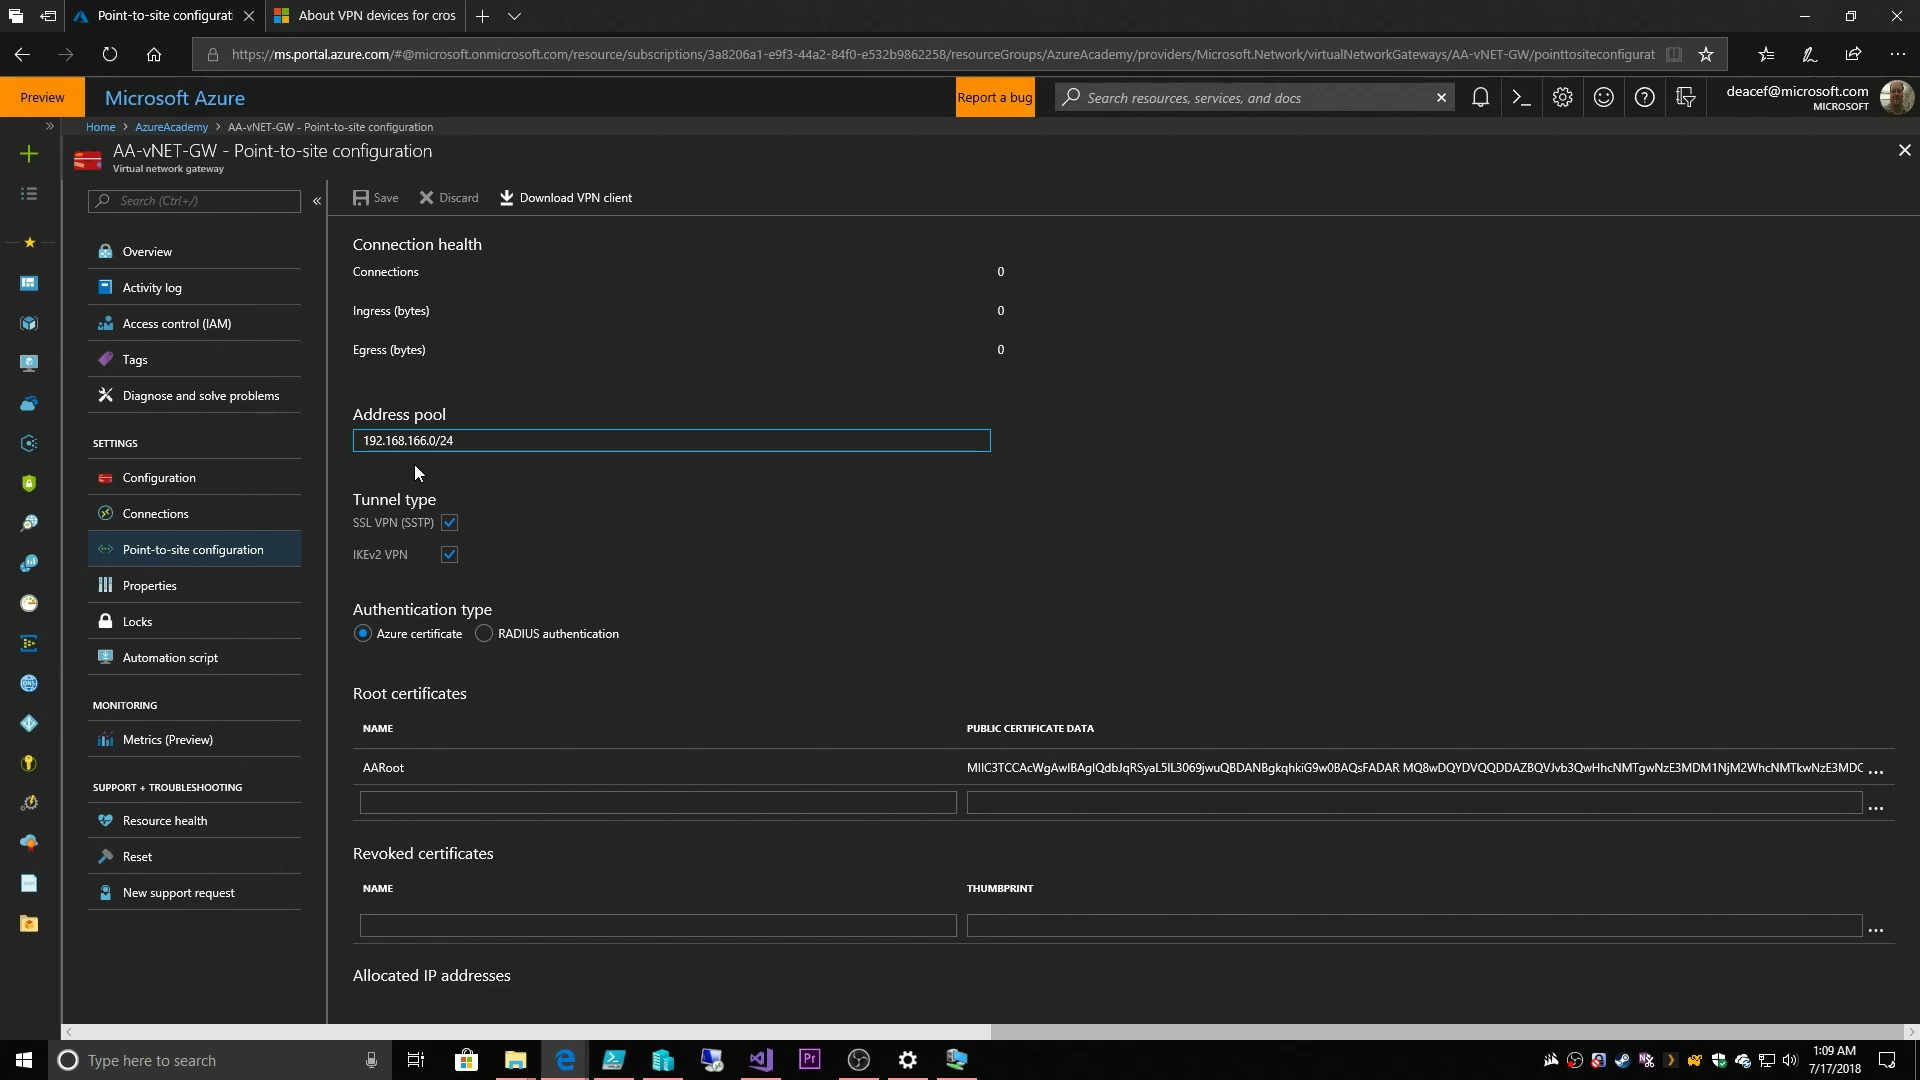 Point-to-site configurati
About VPN devices for cros
https://ms.portal.azure.com/#@microsoft.onmicrosoft.com/resource/subscriptions/3a8206a1-e9f3-44a2-84f0-e532b9862258/resourceGroups/AzureAcademy/providers/Microsoft.Network/virtualNetworkGateways/AA-vNET-GW/pointtositeconfigurat
Preview
Microsoft Azure
Report a bug
Search resources, services, and docs
deacef@microsoft.com
MICROSOFT
Home > AzureAcademy > AA-vNET-GW - Point-to-site configuration
AA-vNET-GW - Point-to-site configuration
Virtual network gateway
Search (Ctrl+/)
Save
Discard
Download VPN client
Overview
Activity log
Access control (IAM)
Tags
Diagnose and solve problems
SETTINGS
Configuration
Connections
Point-to-site configuration
Properties
Locks
Automation script
MONITORING
Metrics (Preview)
SUPPORT + TROUBLESHOOTING
Resource health
Reset
New support request
Connection health
Connections 0
Ingress (bytes) 0
Egress (bytes) 0
Address pool
192.168.166.0/24
Tunnel type
SSL VPN (SSTP)
IKEv2 VPN
Authentication type
Azure certificate
RADIUS authentication
Root certificates
NAME PUBLIC CERTIFICATE DATA
AARoot
Revoked certificates
NAME THUMBPRINT
Allocated IP addresses
Type here to search
Pr
1:09 AM
7/17/2018